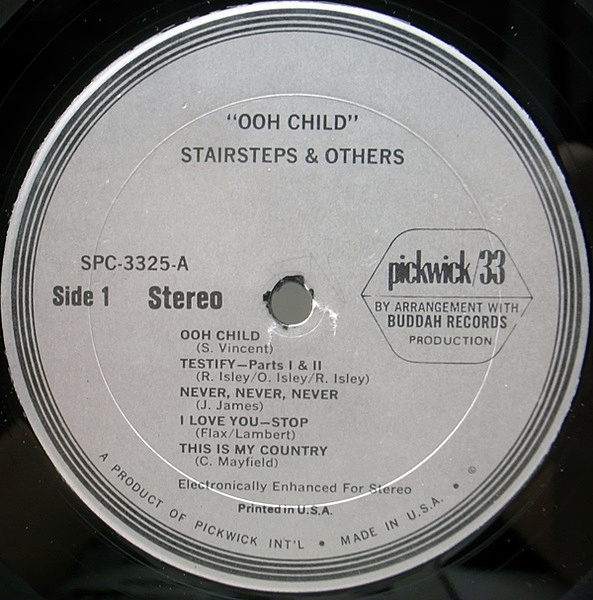 "OOH CHILD"
STAIRSTEPS & OTHERS
SPC-3325-A
Side 1 Stereo
pickwick/33
BY ARRANGEMENT WITH
BUDDAH RECORDS
PRODUCTION
OOH CHILD
(S. Vincent)
TESTIFY—Parts I & II
(R. Isley/O. Isley/R. Isley)
NEVER, NEVER, NEVER
(J. James)
I LOVE YOU—STOP
(Flax/Lambert)
THIS IS MY COUNTRY
(C. Mayfield)
Electronically Enhanced For Stereo
Printed in U.S.A.
A PRODUCT OF PICKWICK INT'L • MADE IN U.S.A. • ©